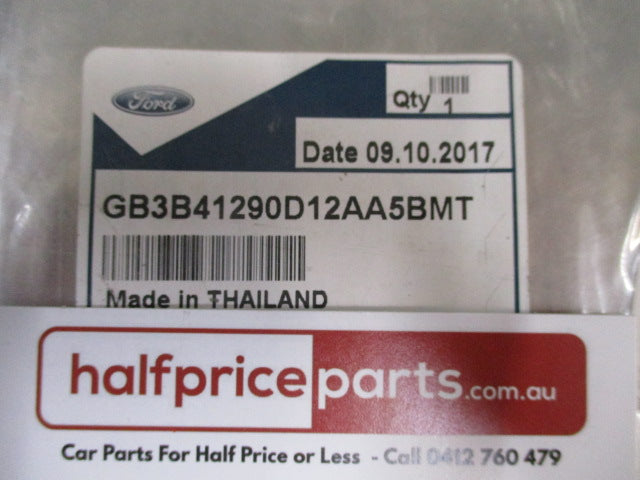 Ford
Qty 1
Date 09.10.2017
GB3B41290D12AA5BMT
Made in THAILAND
halfpriceparts.com.au
Car Parts For Half Price or Less - Call 0412 760 479